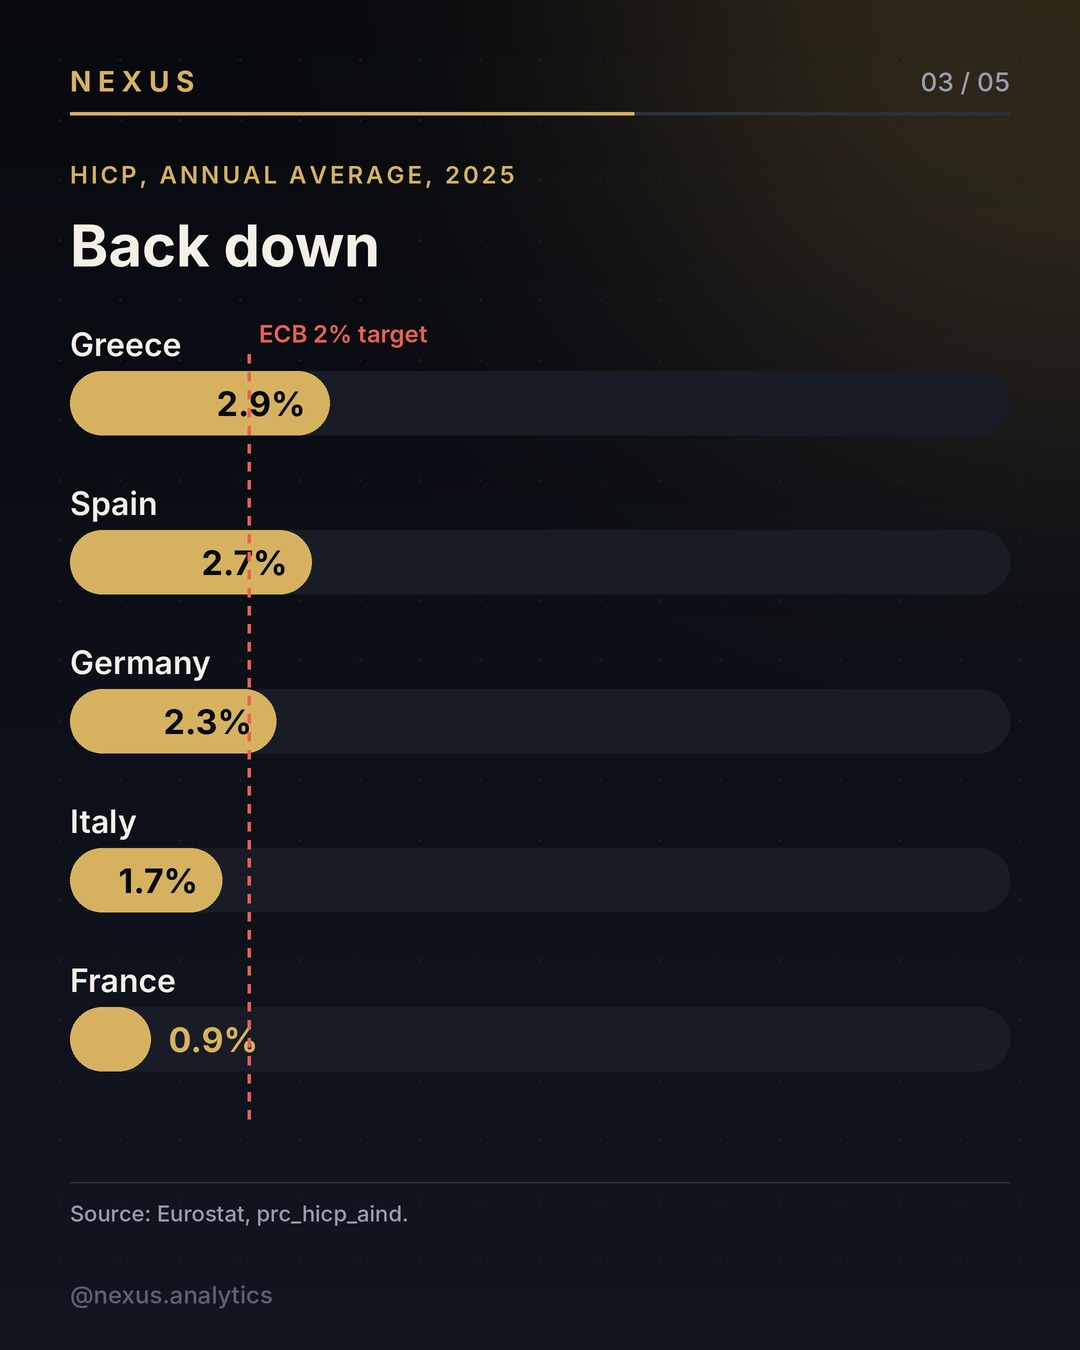 NEXUS
03 / 05
HICP, ANNUAL AVERAGE, 2025
Back down
ECB 2% target
Greece
2.9%
Spain
2.7%
Germany
2.3%
Italy
1.7%
France
0.9%
Source: Eurostat, prc_hicp_aind.
@nexus.analytics